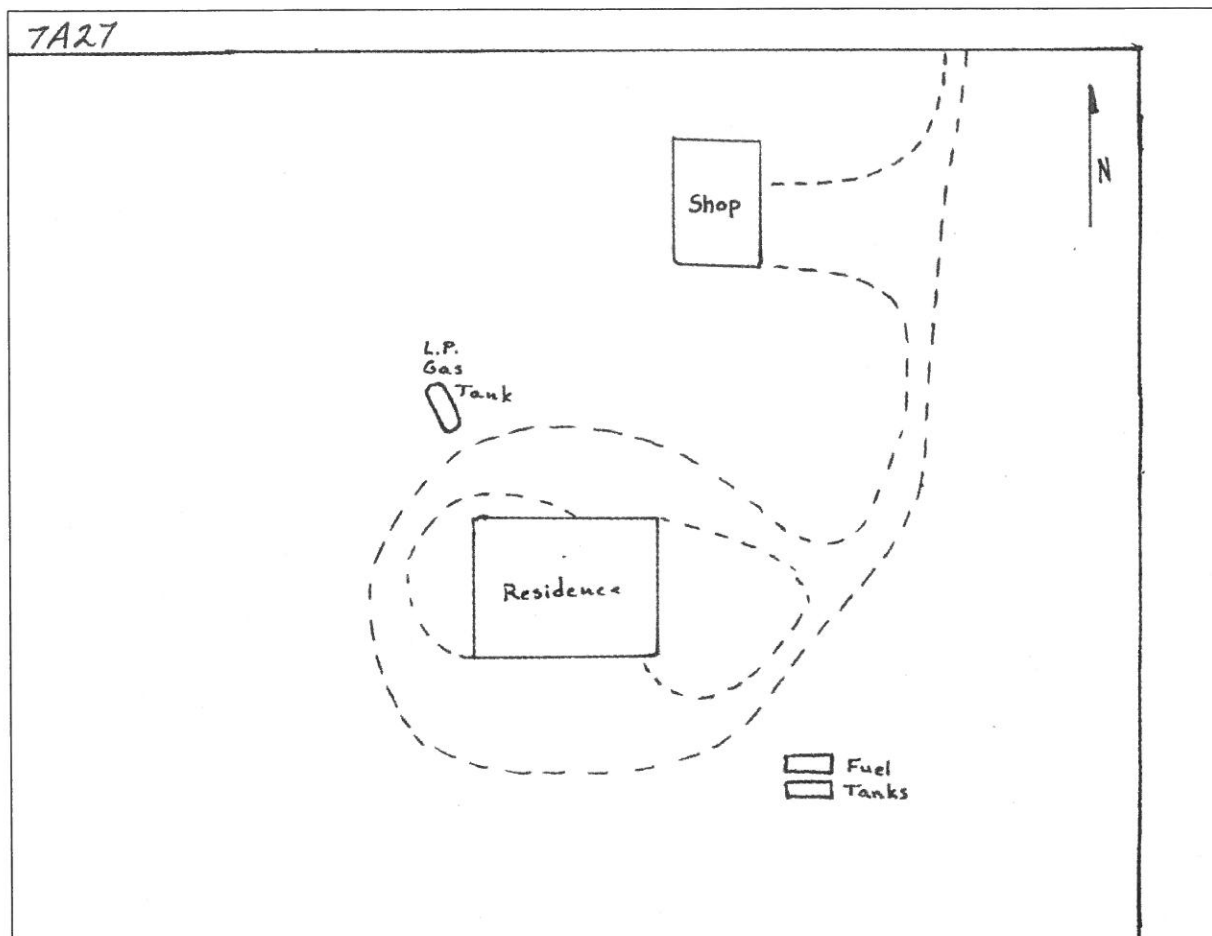 7A27
N
Shop
L.P.
Gas
Tank
Residence
Fuel
Tanks